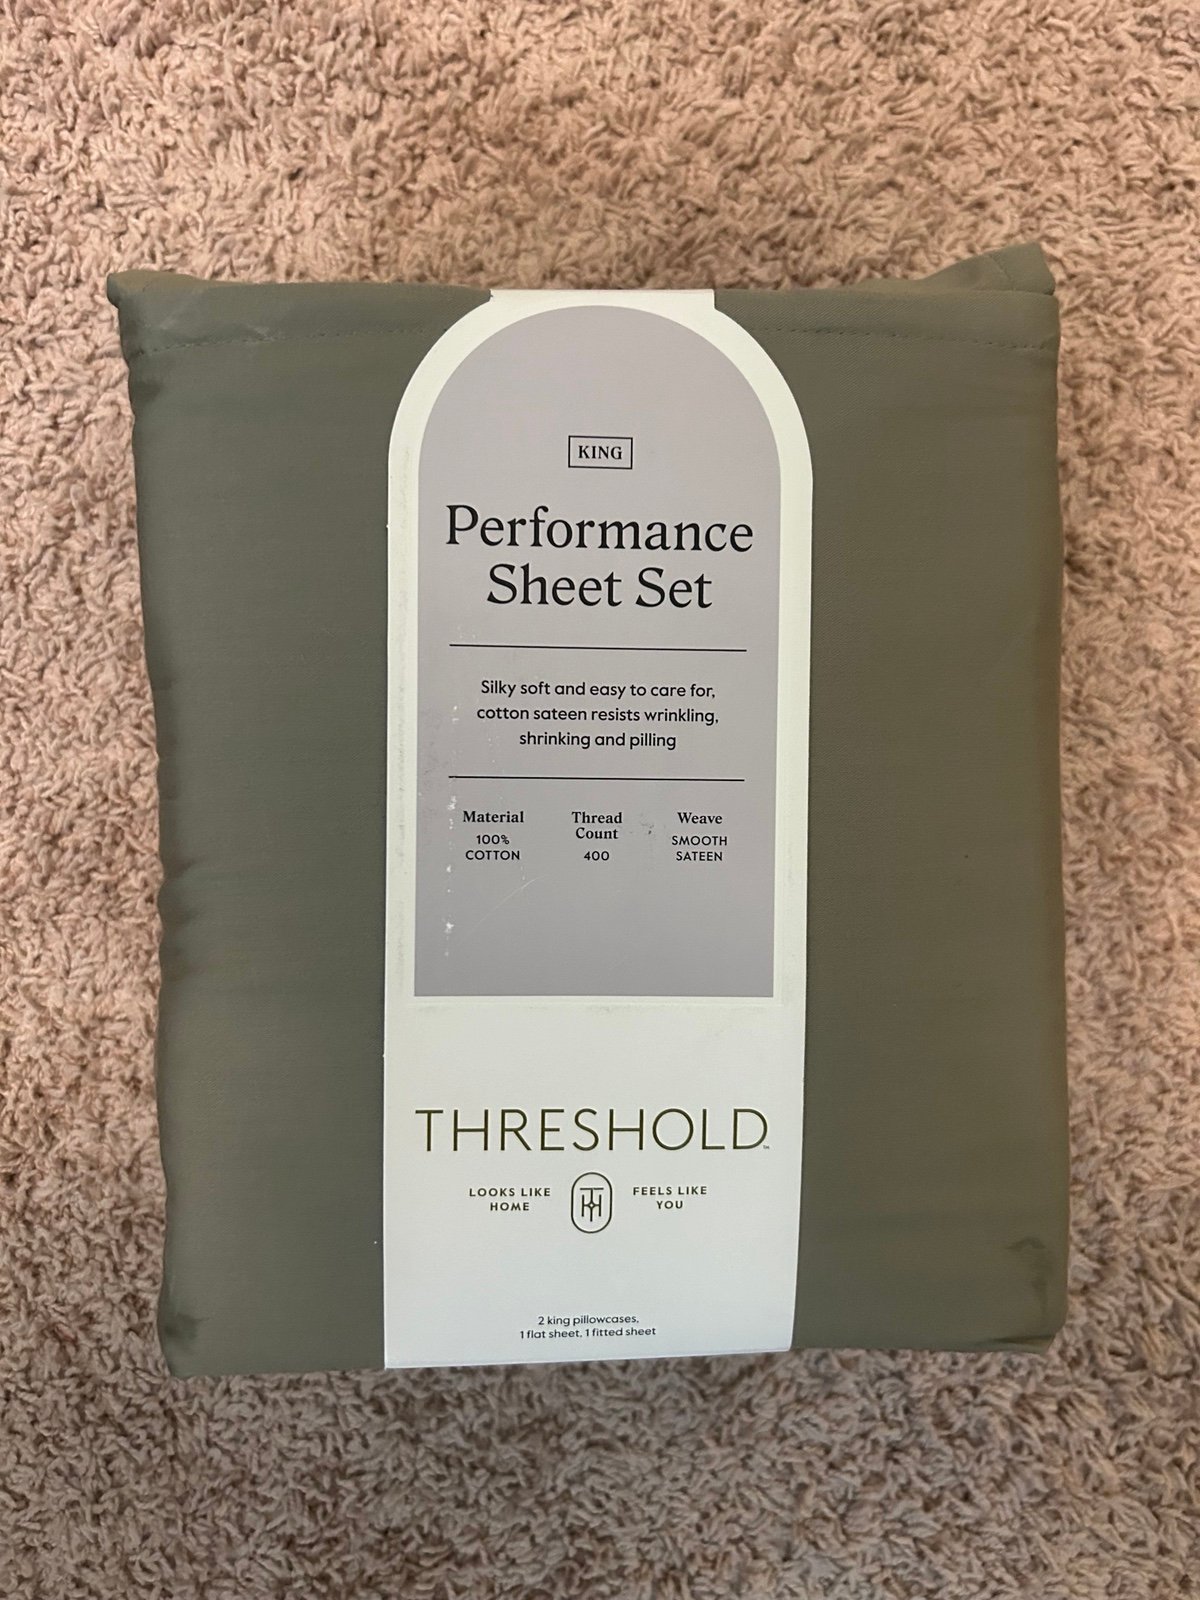 KING
Performance
Sheet Set
Silky soft and easy to care for,
cotton sateen resists wrinkling,
shrinking and pilling
Material
100%
COTTON
Thread
Count
400
Weave
SMOOTH
SATEEN
THRESHOLD™
LOOKS LIKE
HOME
TH
FEELS LIKE
YOU
2 king pillowcases,
1 flat sheet, 1 fitted sheet